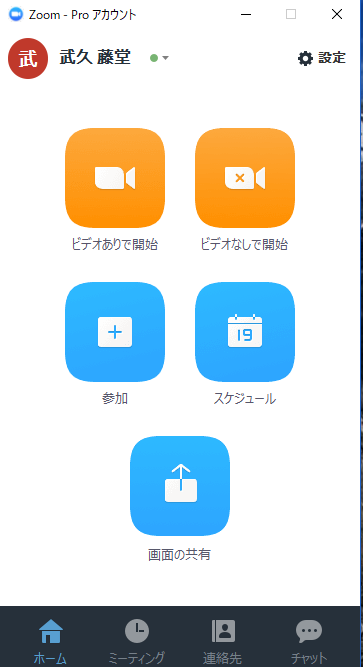 Zoom - Pro アカウント
武
武久 藤堂
設定
ビデオありで開始
ビデオなしで開始
19
参加
スケジュール
画面の共有
ホーム
ミーティング
連絡先
チャット